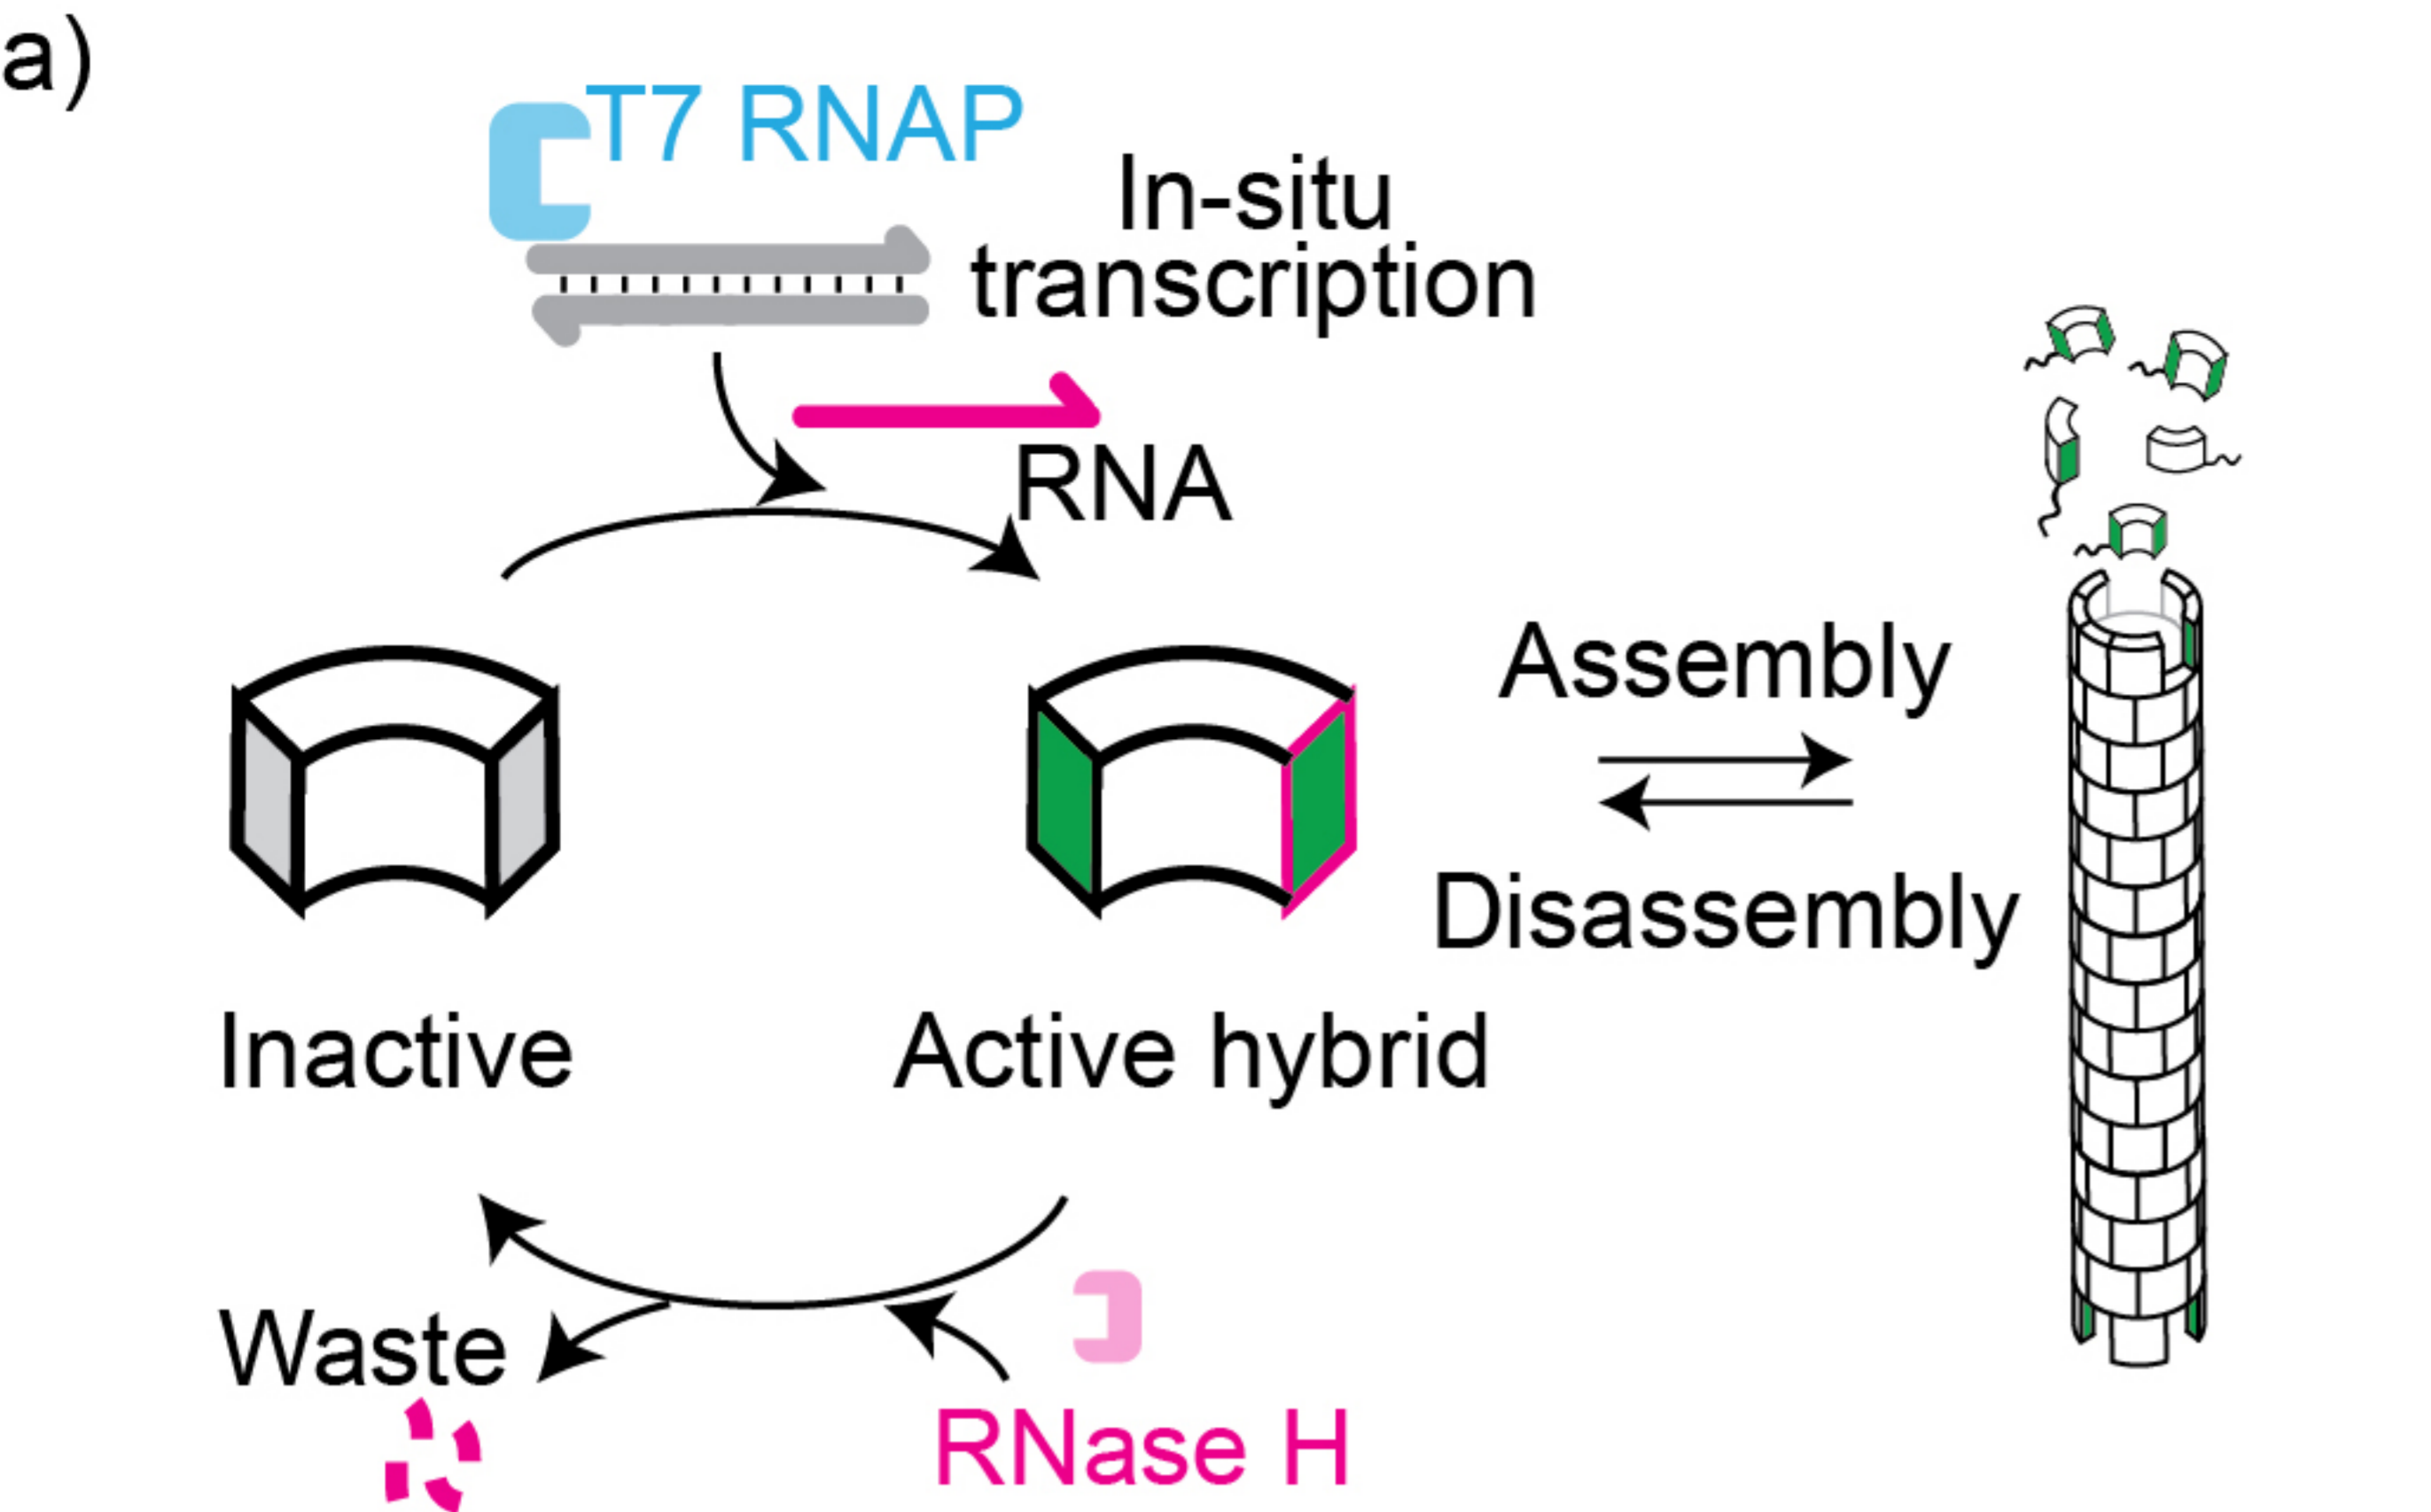 a)
T7 RNAP
In-situ
transcription
RNA
Assembly
Disassembly
Inactive
Active hybrid
Waste
RNase H